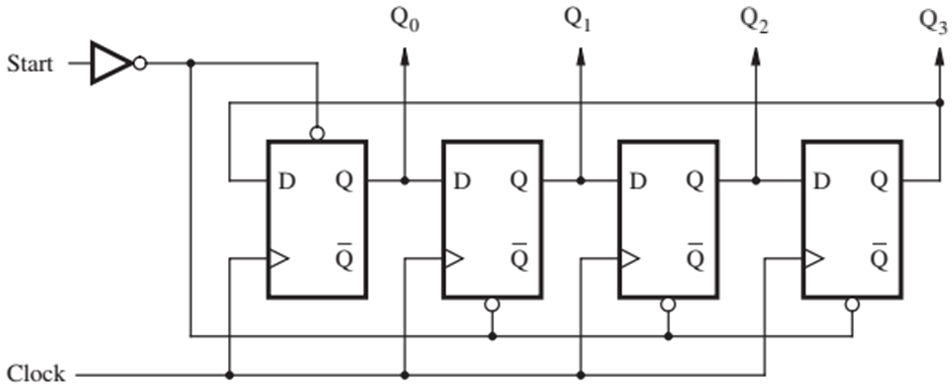 Q₀ Q₁ Q₂ Q₃
Start
D Q D Q D Q D Q
Q̅ Q̅ Q̅ Q̅
Clock